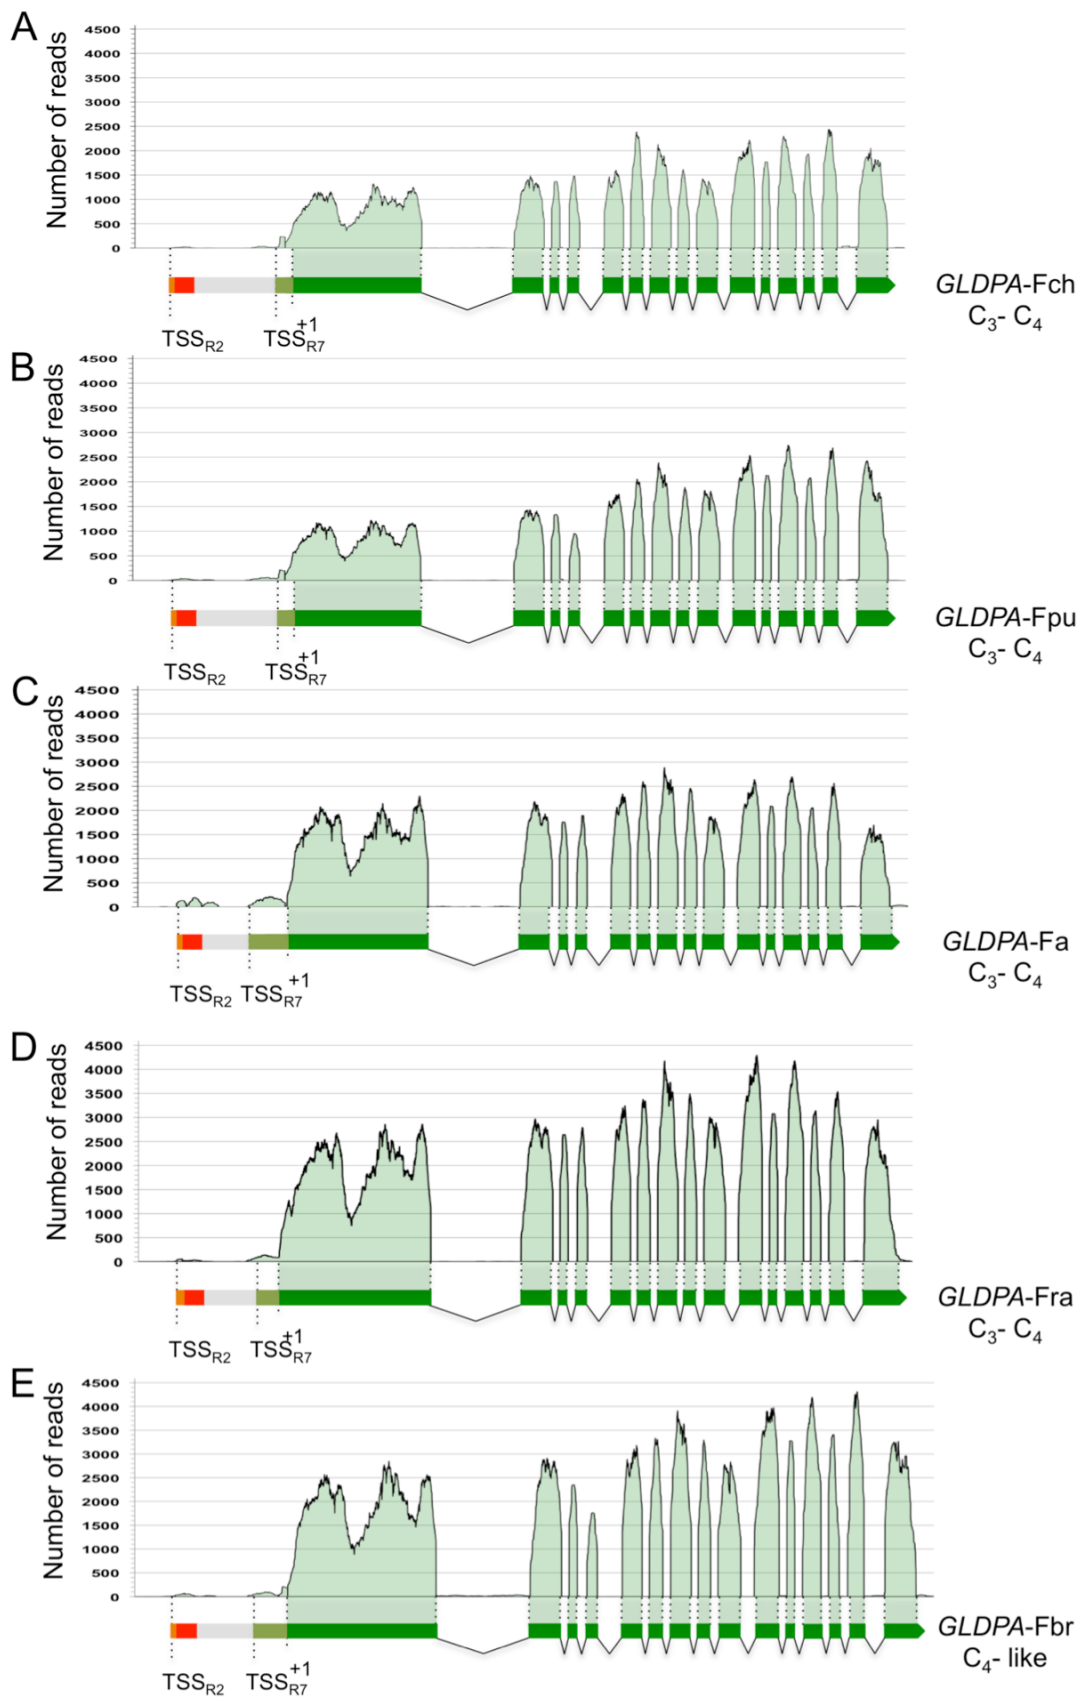 A
Number of reads
4500
4000
3500
3000
2500
2000
1500
1000
500
0
TSSR2
TSSR7 +1
GLDPA-Fch
C3- C4
B
Number of reads
4500
4000
3500
3000
2500
2000
1500
1000
500
0
TSSR2
TSSR7 +1
GLDPA-Fpu
C3- C4
C
Number of reads
4500
4000
3500
3000
2500
2000
1500
1000
500
0
TSSR2
TSSR7 +1
GLDPA-Fa
C3- C4
D
Number of reads
4500
4000
3500
3000
2500
2000
1500
1000
500
0
TSSR2
TSSR7 +1
GLDPA-Fra
C3- C4
E
Number of reads
4500
4000
3500
3000
2500
2000
1500
1000
500
0
TSSR2
TSSR7 +1
GLDPA-Fbr
C4- like